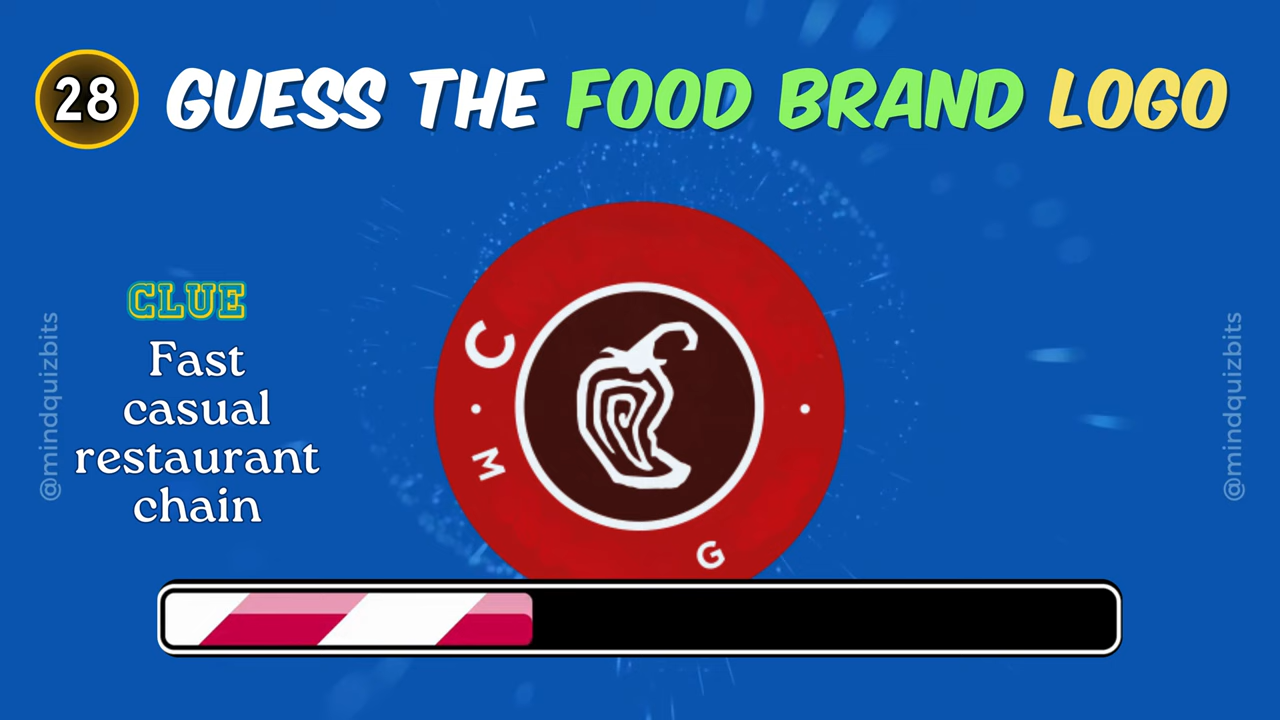 28
GUESS THE FOOD BRAND LOGO
CLUE
Fast
casual
restaurant
chain
C
M
G
@mindquizbits
@mindquizbits